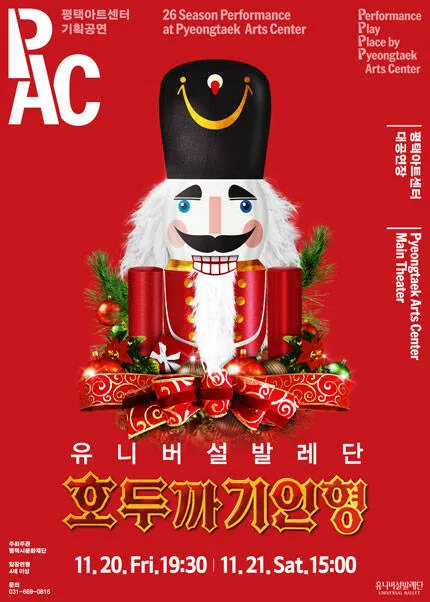 PAC
평택아트센터
기획공연
26 Season Performance
at Pyeongtaek Arts Center
Performance
Play
Place by
Pyeongtaek
Arts Center
평택아트센터
대공연장
Pyeongtaek Arts Center
Main Theater
유니버설발레단
호두까기인형
11.20.Fri.19:30 | 11.21.Sat.15:00
주최주관
평택시문화재단
입장연령
4세 이상
문의
031-669-0816
유니버설발레단
UNIVERSAL BALLET